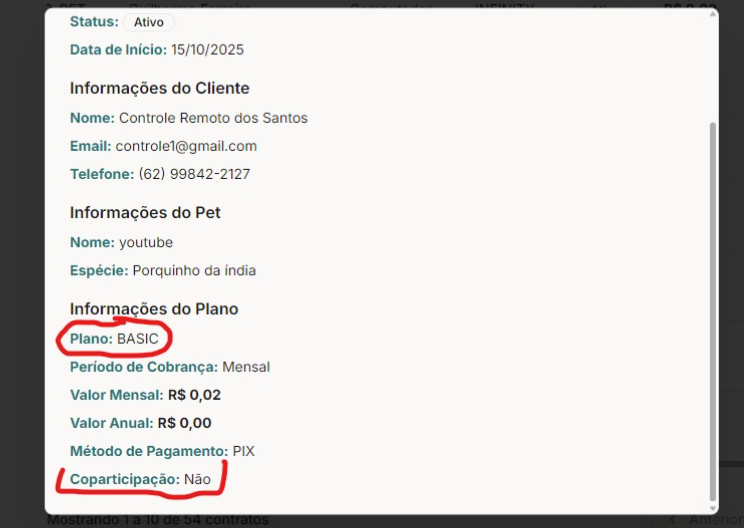 Status: Ativo
Data de Início: 15/10/2025
Informações do Cliente
Nome: Controle Remoto dos Santos
Email: controle1@gmail.com
Telefone: (62) 99842-2127
Informações do Pet
Nome: youtube
Espécie: Porquinho da índia
Informações do Plano
Plano: BASIC
Período de Cobrança: Mensal
Valor Mensal: R$ 0,02
Valor Anual: R$ 0,00
Método de Pagamento: PIX
Coparticipação: Não
Mostrando 1 a 10 de 54 contratos
Anterior